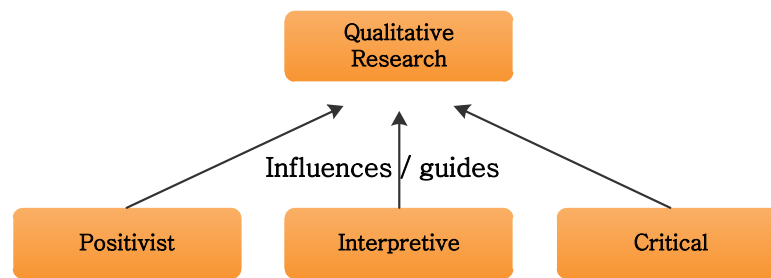 Qualitative
Research
Influences / guides
Positivist
Interpretive
Critical